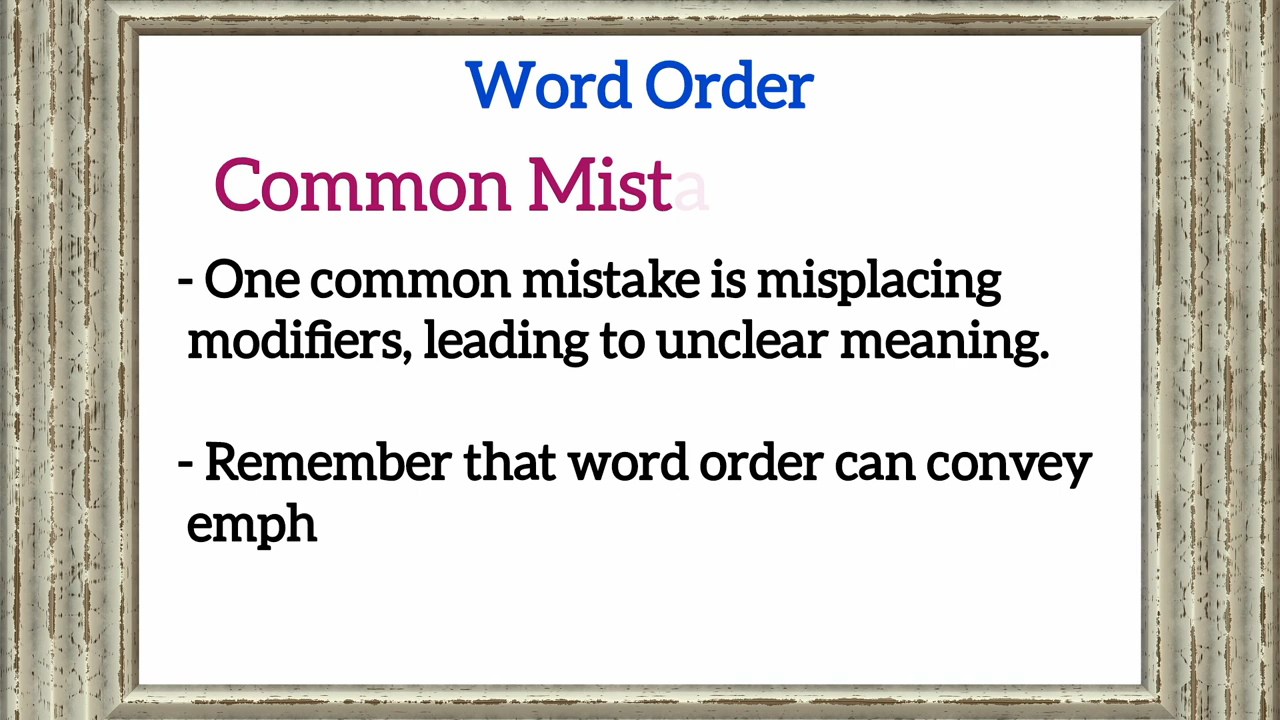 Word Order
Common Mista
- One common mistake is misplacing
modifiers, leading to unclear meaning.
- Remember that word order can convey
emph